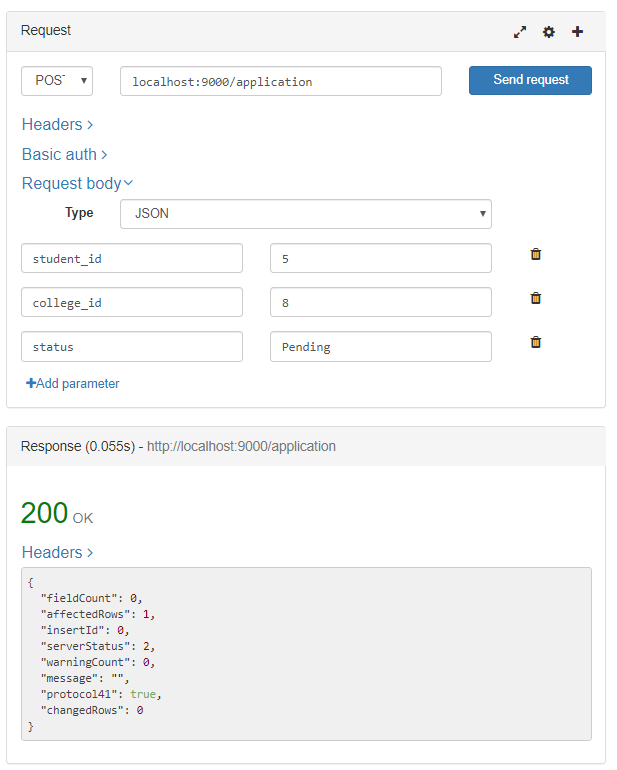 Request
POST
localhost:9000/application
Send request
Headers
Basic auth
Request body
Type
JSON
student_id 5
college_id 8
status Pending
Add parameter
Response (0.055s) - http://localhost:9000/application
200 OK
Headers
{
"fieldCount": 0,
"affectedRows": 1,
"insertId": 0,
"serverStatus": 2,
"warningCount": 0,
"message": "",
"protocol41": true,
"changedRows": 0
}